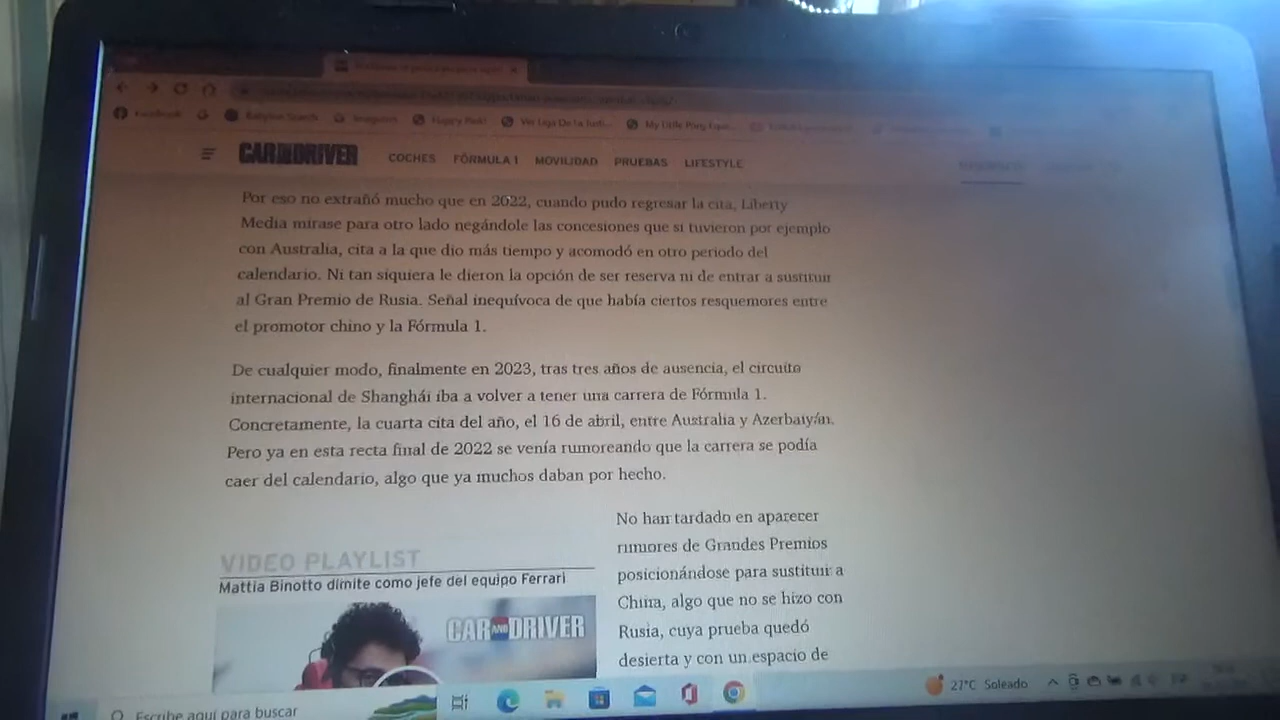 Facebook
Imágenes
My Little Pony
CAR AND DRIVER
COCHES FÓRMULA 1 MOVILIDAD PRUEBAS LIFESTYLE
Por eso no extrañó mucho que en 2022, cuando pudo regresar la cita, Liberty
Media mirase para otro lado negándole las concesiones que sí tuvieron por ejemplo
con Australia, cita a la que dio más tiempo y acomodó en otro periodo del
calendario. Ni tan siquiera le dieron la opción de ser reserva ni de entrar a sustituir
al Gran Premio de Rusia. Señal inequívoca de que había ciertos resquemores entre
el promotor chino y la Fórmula 1.
De cualquier modo, finalmente en 2023, tras tres años de ausencia, el circuito
internacional de Shanghái iba a volver a tener una carrera de Fórmula 1.
Concretamente, la cuarta cita del año, el 16 de abril, entre Australia y Azerbaiyán.
Pero ya en esta recta final de 2022 se venía rumoreando que la carrera se podía
caer del calendario, algo que ya muchos daban por hecho.
No han tardado en aparecer
rumores de Grandes Premios
posicionándose para sustituir a
China, algo que no se hizo con
Rusia, cuya prueba quedó
desierta y con un espacio de
VIDEO PLAYLIST
Mattia Binotto dimite como jefe del equipo Ferrari
CAR AND DRIVER
Escribe aquí para buscar
27°C Soleado